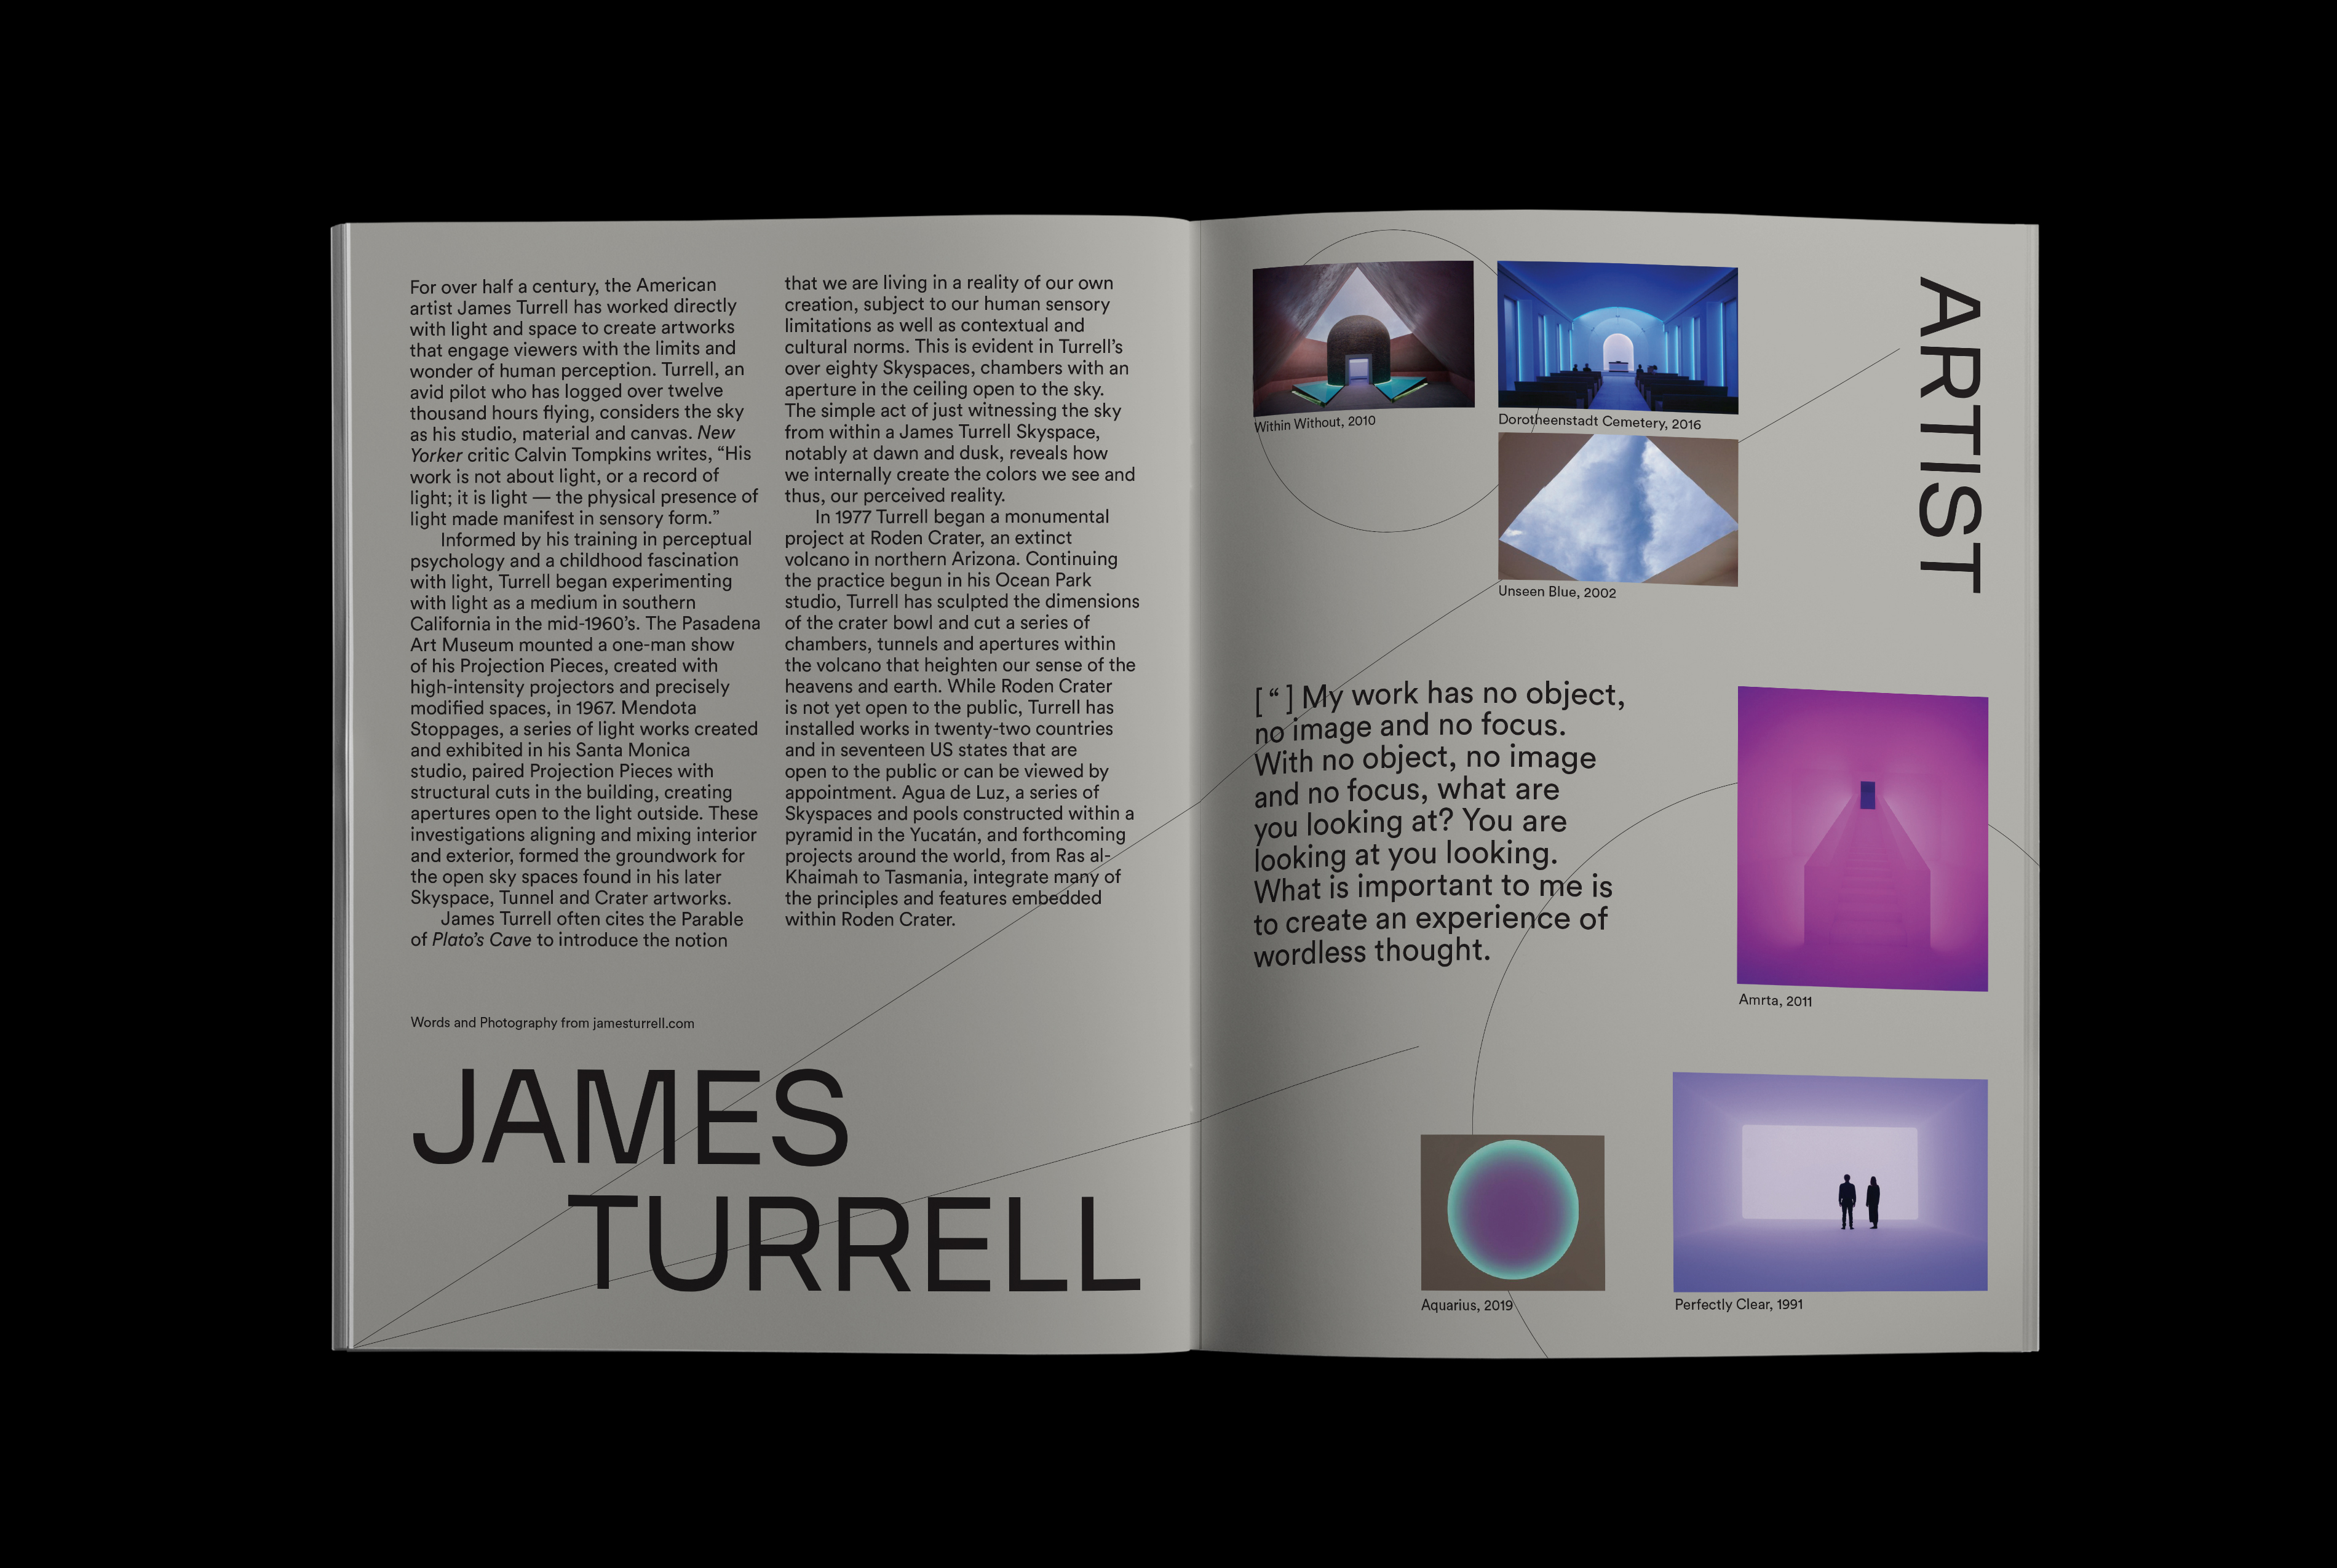 For over half a century, the American
artist James Turrell has worked directly
with light and space to create artworks
that engage viewers with the limits and
wonder of human perception. Turrell, an
avid pilot who has logged over twelve
thousand hours flying, considers the sky
as his studio, material and canvas. New
Yorker critic Calvin Tompkins writes, “His
work is not about light, or a record of
light; it is light — the physical presence of
light made manifest in sensory form.”
Informed by his training in perceptual
psychology and a childhood fascination
with light, Turrell began experimenting
with light as a medium in southern
California in the mid-1960’s. The Pasadena
Art Museum mounted a one-man show
of his Projection Pieces, created with
high-intensity projectors and precisely
modified spaces, in 1967. Mendota
Stoppages, a series of light works created
and exhibited in his Santa Monica
studio, paired Projection Pieces with
structural cuts in the building, creating
apertures open to the light outside. These
investigations aligning and mixing interior
and exterior, formed the groundwork for
the open sky spaces found in his later
Skyspace, Tunnel and Crater artworks.
James Turrell often cites the Parable
of Plato’s Cave to introduce the notion
that we are living in a reality of our own
creation, subject to our human sensory
limitations as well as contextual and
cultural norms. This is evident in Turrell’s
over eighty Skyspaces, chambers with an
aperture in the ceiling open to the sky.
The simple act of just witnessing the sky
from within a James Turrell Skyspace,
notably at dawn and dusk, reveals how
we internally create the colors we see and
thus, our perceived reality.
In 1977 Turrell began a monumental
project at Roden Crater, an extinct
volcano in northern Arizona. Continuing
the practice begun in his Ocean Park
studio, Turrell has sculpted the dimensions
of the crater bowl and cut a series of
chambers, tunnels and apertures within
the volcano that heighten our sense of the
heavens and earth. While Roden Crater
is not yet open to the public, Turrell has
installed works in twenty-two countries
and in seventeen US states that are
open to the public or can be viewed by
appointment. Agua de Luz, a series of
Skyspaces and pools constructed within a
pyramid in the Yucatán, and forthcoming
projects around the world, from Ras al-
Khaimah to Tasmania, integrate many of
the principles and features embedded
within Roden Crater.
Words and Photography from jamesturrell.com
JAMES
TURRELL
Within Without, 2010
Dorotheenstadt Cemetery, 2016
Unseen Blue, 2002
ARTIST
[ “ ] My work has no object,
no image and no focus.
With no object, no image
and no focus, what are
you looking at? You are
looking at you looking.
What is important to me is
to create an experience of
wordless thought.
Amrta, 2011
Aquarius, 2019
Perfectly Clear, 1991